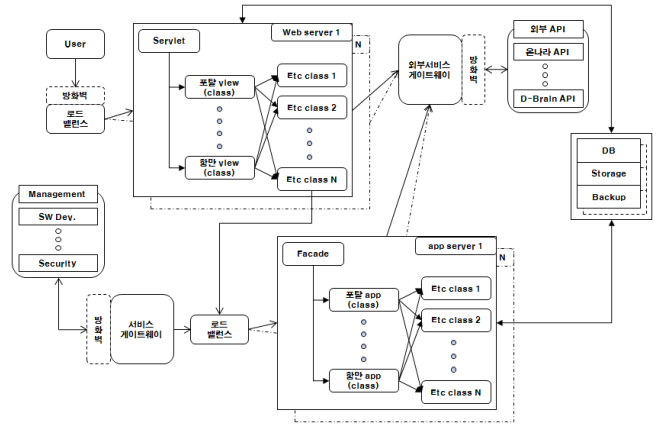 User
방화벽
로드
밸런스
Web server 1
N
Servlet
포탈 view
(class)
항만 view
(class)
Etc class 1
Etc class 2
Etc class N
외부서비스
게이트웨이
방
화
벽
외부 API
온나라 API
D-Brain API
DB
Storage
Backup
Management
SW Dev.
Security
방
화
벽
서비스
게이트웨이
로드
밸런스
app server 1
N
Facade
포탈 app
(class)
항만 app
(class)
Etc class 1
Etc class 2
Etc class N